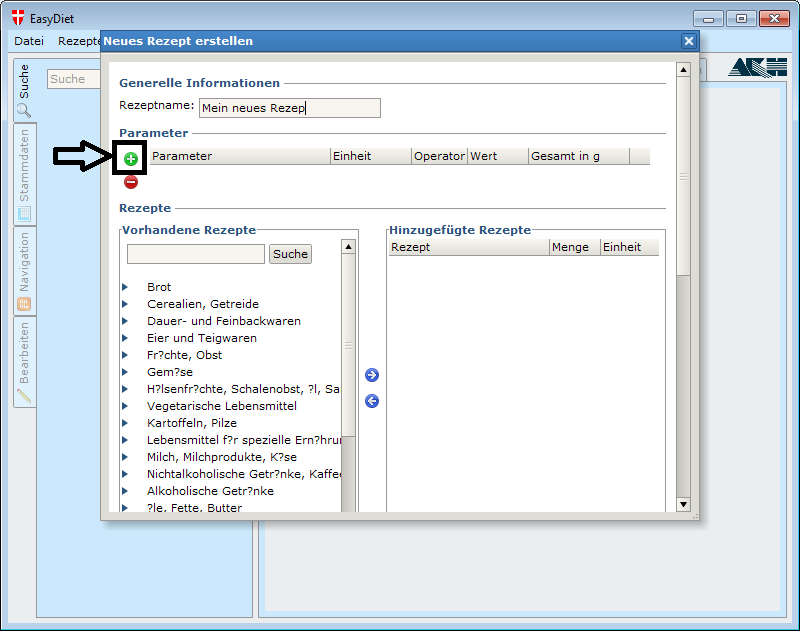 EasyDiet
Datei Rezepte
Neues Rezept erstellen
Suche
Suche
Stammdaten
Navigation
Bearbeiten
AKH
Generelle Informationen
Rezeptname: Mein neues Rezep
Parameter
Parameter Einheit Operator Wert Gesamt in g
Rezepte
Vorhandene Rezepte
Suche
Brot
Cerealien, Getreide
Dauer- und Feinbackwaren
Eier und Teigwaren
Fr?chte, Obst
Gem?se
H?lsenfr?chte, Schalenobst, ?l, Sa
Vegetarische Lebensmittel
Kartoffeln, Pilze
Lebensmittel f?r spezielle Ern?hrun
Milch, Milchprodukte, K?se
Nichtalkoholische Getr?nke, Kaffee
Alkoholische Getr?nke
?le, Fette, Butter
Hinzugefügte Rezepte
Rezept Menge Einheit